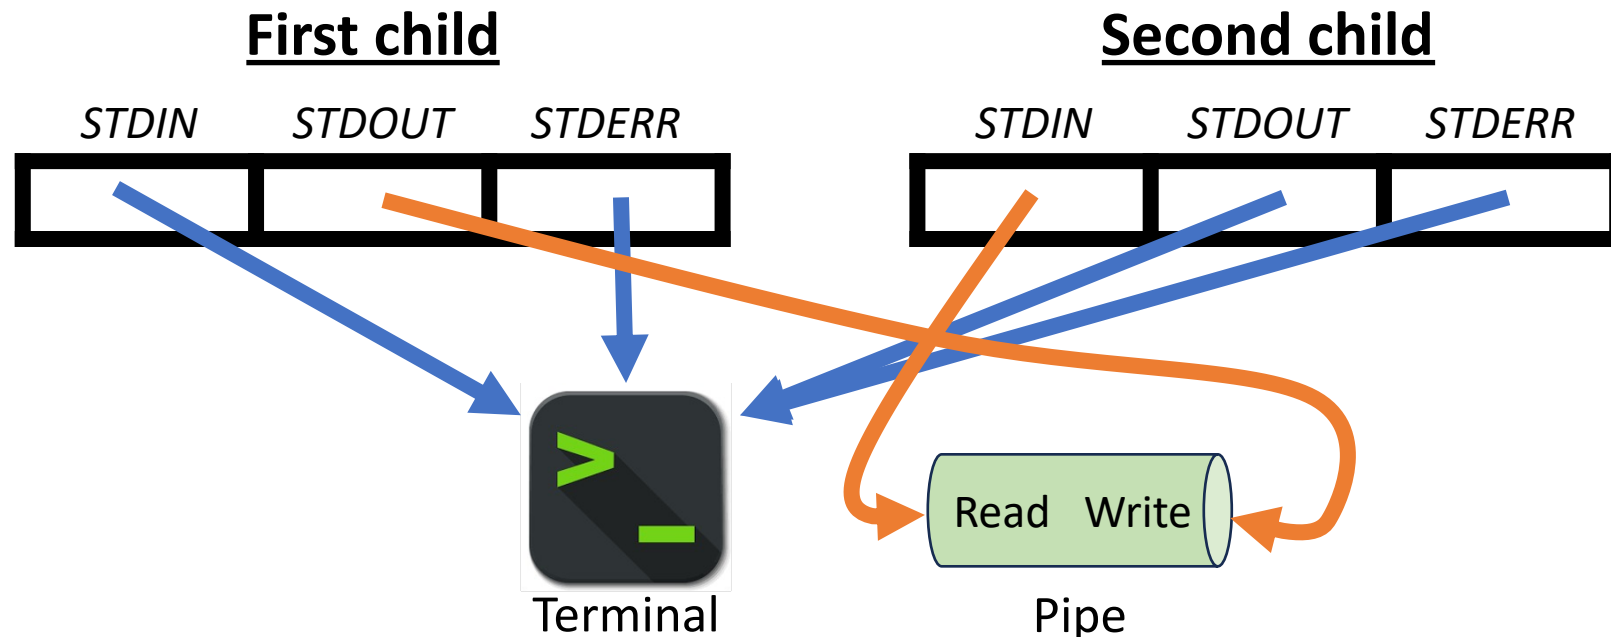 First child
Second child
STDIN STDOUT STDERR
STDIN STDOUT STDERR
>_
Read Write
Terminal
Pipe